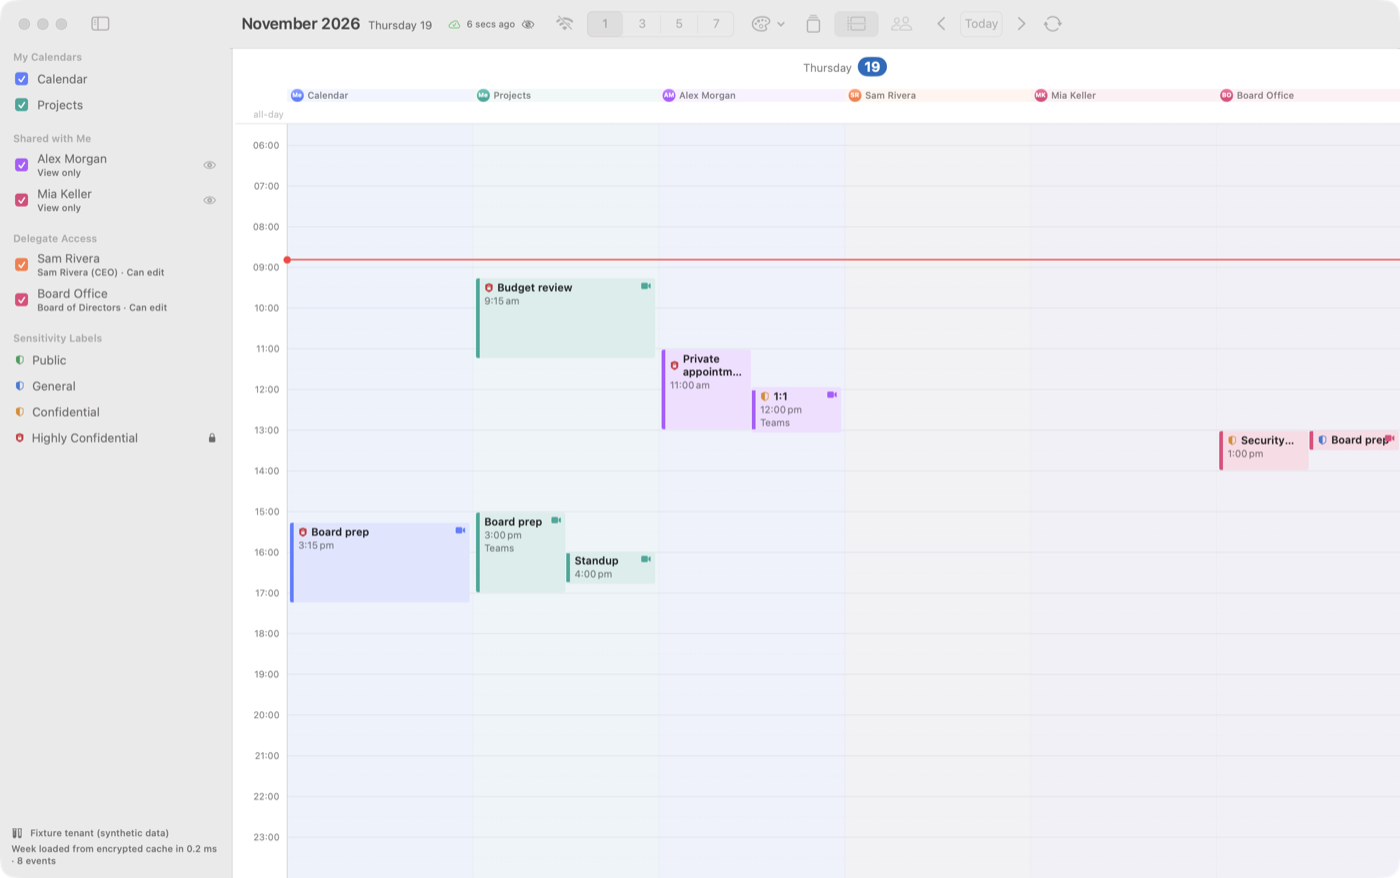 November 2026 Thursday 19 6 secs ago 1 3 5 7 Today
My Calendars
Calendar
Projects
Shared with Me
Alex Morgan
View only
Mia Keller
View only
Delegate Access
Sam Rivera
Sam Rivera (CEO) · Can edit
Board Office
Board of Directors · Can edit
Sensitivity Labels
Public
General
Confidential
Highly Confidential
Fixture tenant (synthetic data)
Week loaded from encrypted cache in 0.2 ms
· 8 events
Thursday 19
Me Calendar Me Projects AM Alex Morgan SR Sam Rivera MK Mia Keller BO Board Office
all-day
06:00
07:00
08:00
09:00
10:00
11:00
12:00
13:00
14:00
15:00
16:00
17:00
18:00
19:00
20:00
21:00
22:00
23:00
Board prep
3:15 pm
Budget review
9:15 am
Board prep
3:00 pm
Teams
Standup
4:00 pm
Private
appointm...
11:00 am
1:1
12:00 pm
Teams
Security...
1:00 pm
Board prep